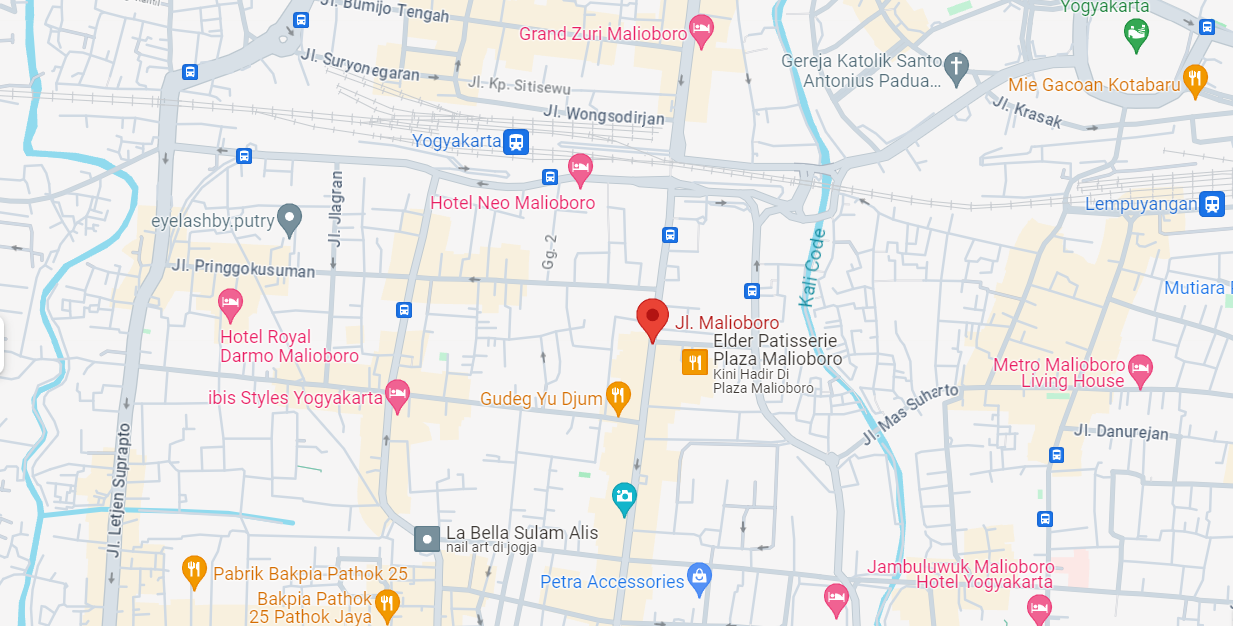 Jl. Bumijo Tengah
Yogyakarta
Grand Zuri Malioboro
Gereja Katolik Santo
Antonius Padua...
Jl. Suryonegaran
Jl. Kp. Sitisewu
Mie Gacoan Kotabaru
Jl. Wongsodirjan
Jl. Krasak
Yogyakarta
Hotel Neo Malioboro
Lempuyangan
eyelashby.putry
Jl. Jlagran
Gg. 2
Kali Code
Jl. Pringgokusuman
Mutiara
Jl. Malioboro
Elder Patisserie
Plaza Malioboro
Kini Hadir Di
Plaza Malioboro
Hotel Royal
Darmo Malioboro
Metro Malioboro
Living House
ibis Styles Yogyakarta
Gudeg Yu Djum
Jl. Mas Suharto
Jl. Danurejan
Jl. Letjen Suprapto
La Bella Sulam Alis
nail art di jogja
Pabrik Bakpia Pathok 25
Petra Accessories
Jambuluwuk Malioboro
Hotel Yogyakarta
Bakpia Pathok
25 Pathok Jaya